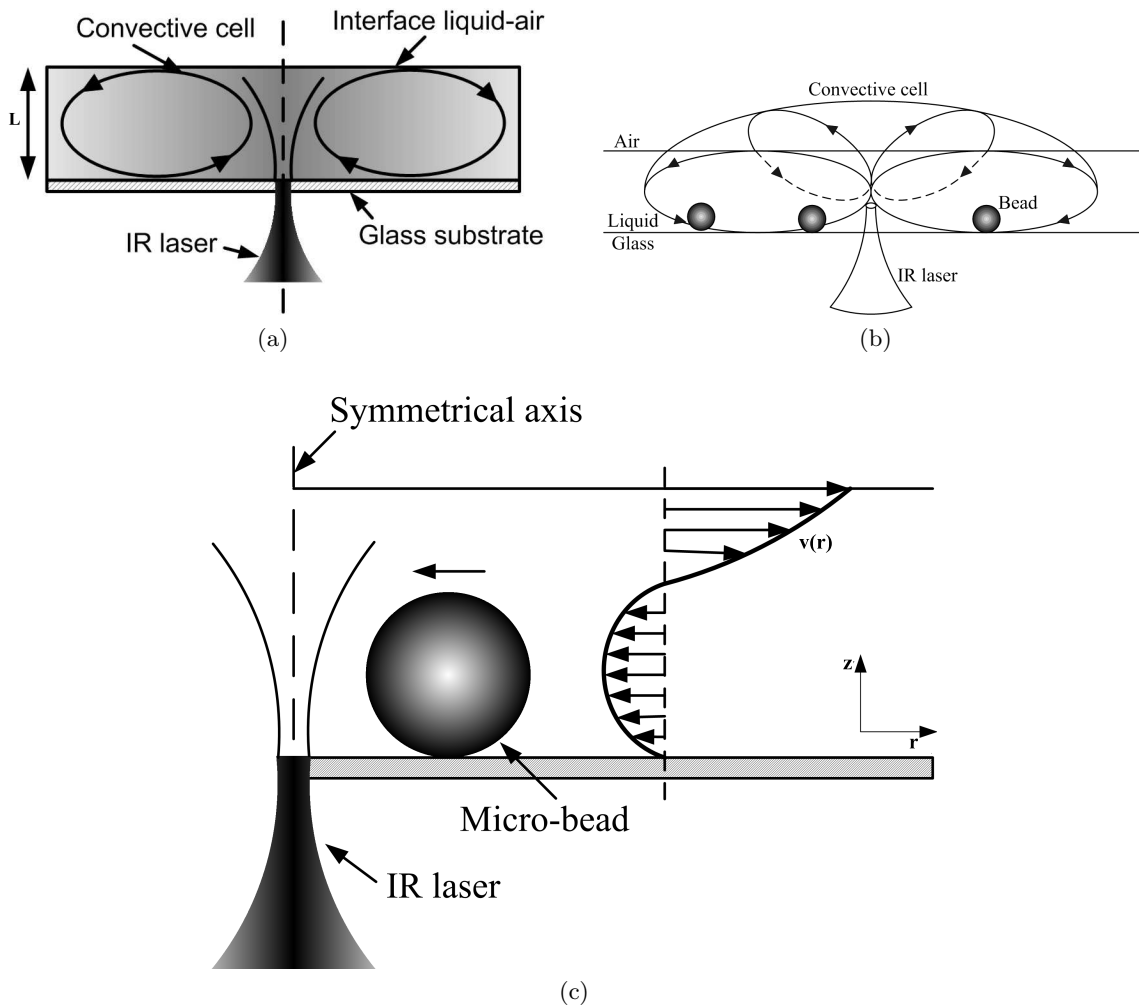 Convective cell
Interface liquid-air
L
IR laser
Glass substrate
(a)
Convective cell
Air
Bead
Liquid
Glass
IR laser
(b)
Symmetrical axis
v(r)
z
r
Micro-bead
IR laser
(c)